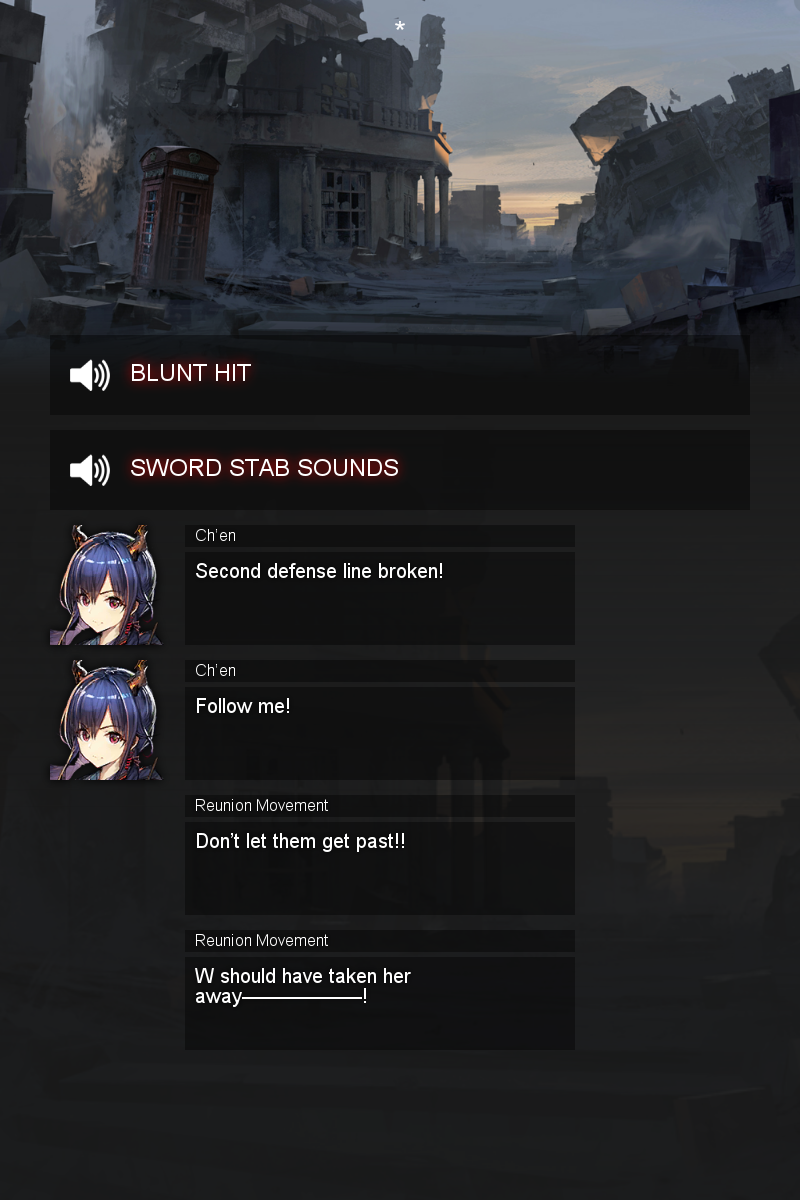 *
BLUNT HIT
SWORD STAB SOUNDS
Ch'en
Second defense line broken!
Ch'en
Follow me!
Reunion Movement
Don't let them get past!!
Reunion Movement
W should have taken her
away——————!